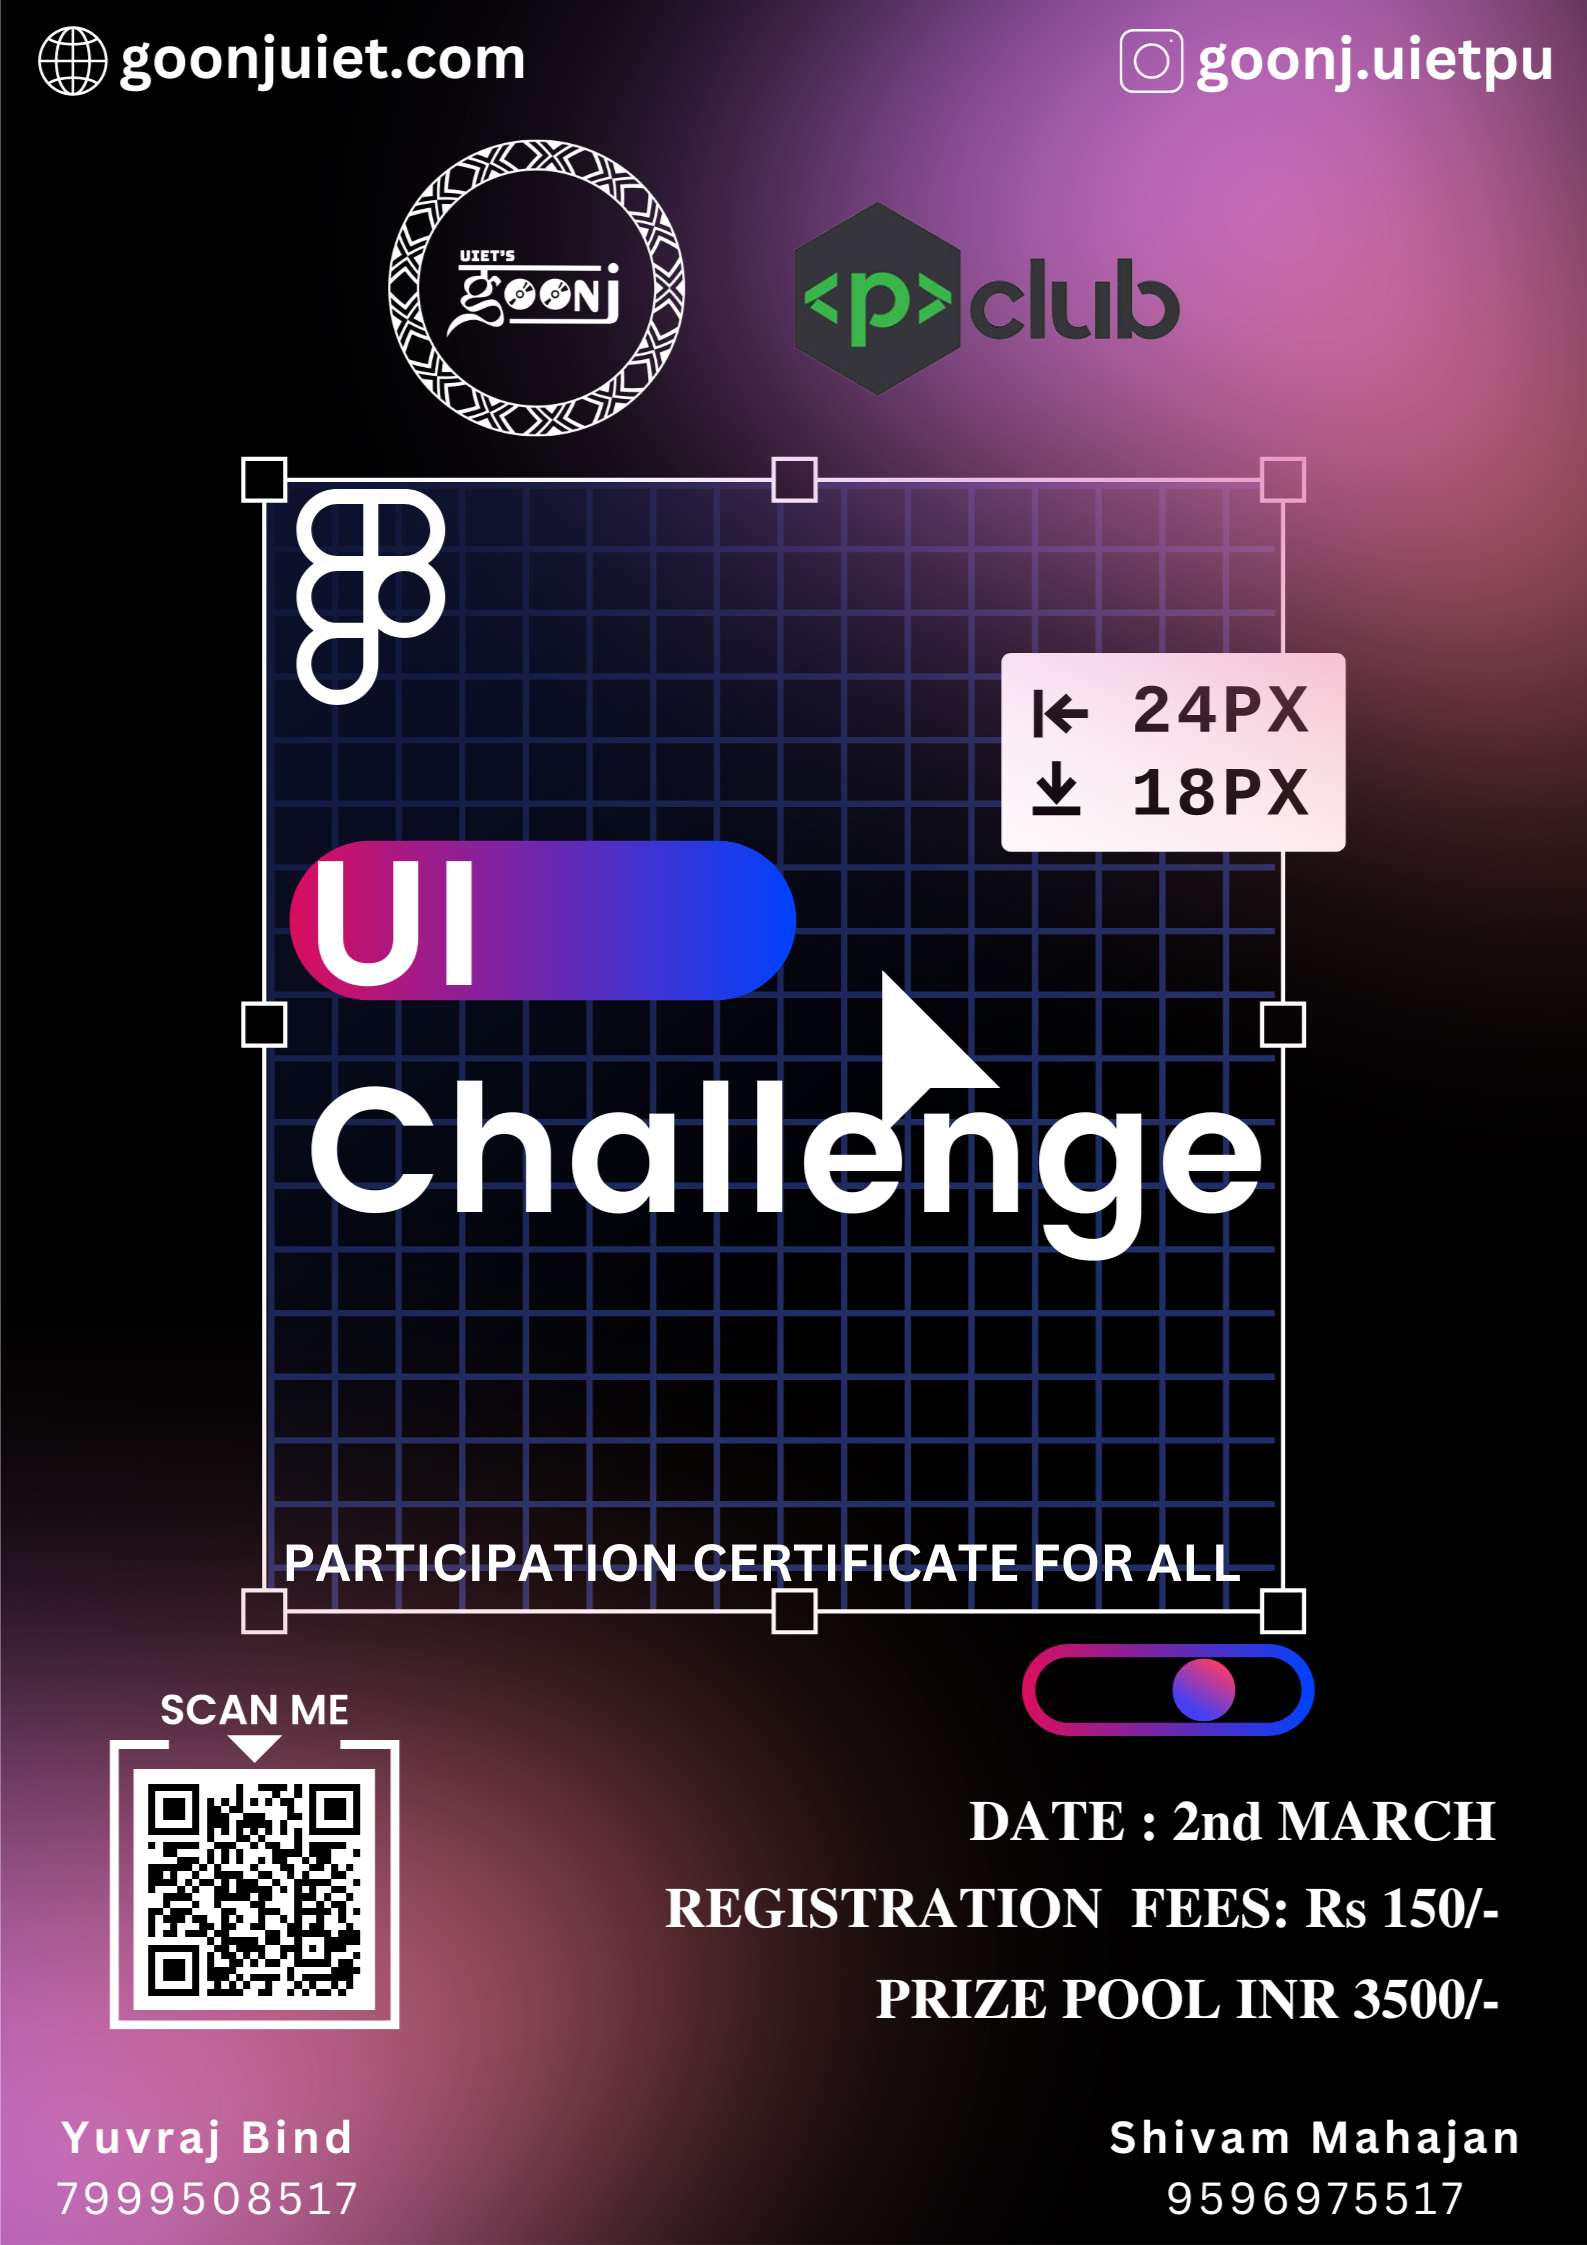 goonjuiet.com
goonj.uietpu
UIET'S
goonj
<p>club
24PX
18PX
UI
Challenge
PARTICIPATION CERTIFICATE FOR ALL
SCAN ME
DATE : 2nd MARCH
REGISTRATION FEES: Rs 150/-
PRIZE POOL INR 3500/-
Yuvraj Bind
7999508517
Shivam Mahajan
9596975517